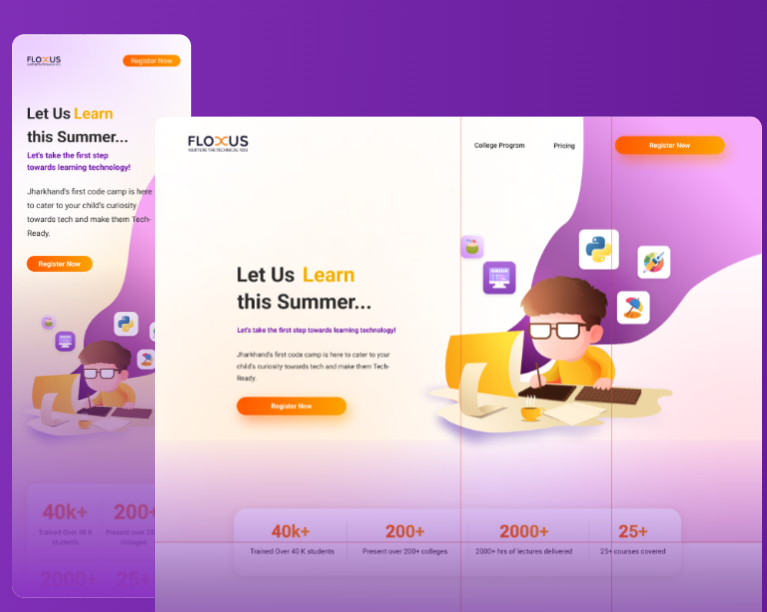 FLOXUS
Register Now
Let Us Learn
this Summer...
Let's take the first step
towards learning technology!
Jharkhand's first code camp is here
to cater to your child's curiosity
towards tech and make them Tech-
Ready.
Register Now
40k+
200+
Trained Over 40 K
students
Present over 200+
colleges
2000+
25+
FLOXUS
NURTURE THE TECHNICAL YOU
College Program
Pricing
Register Now
Let Us Learn
this Summer...
Let's take the first step towards learning technology!
Jharkhand's first code camp is here to cater to your
child's curiosity towards tech and make them Tech-
Ready.
Register Now
40k+
200+
2000+
25+
Trained Over 40 K students
Present over 200+ colleges
2000+ hrs of lectures delivered
25+ courses covered